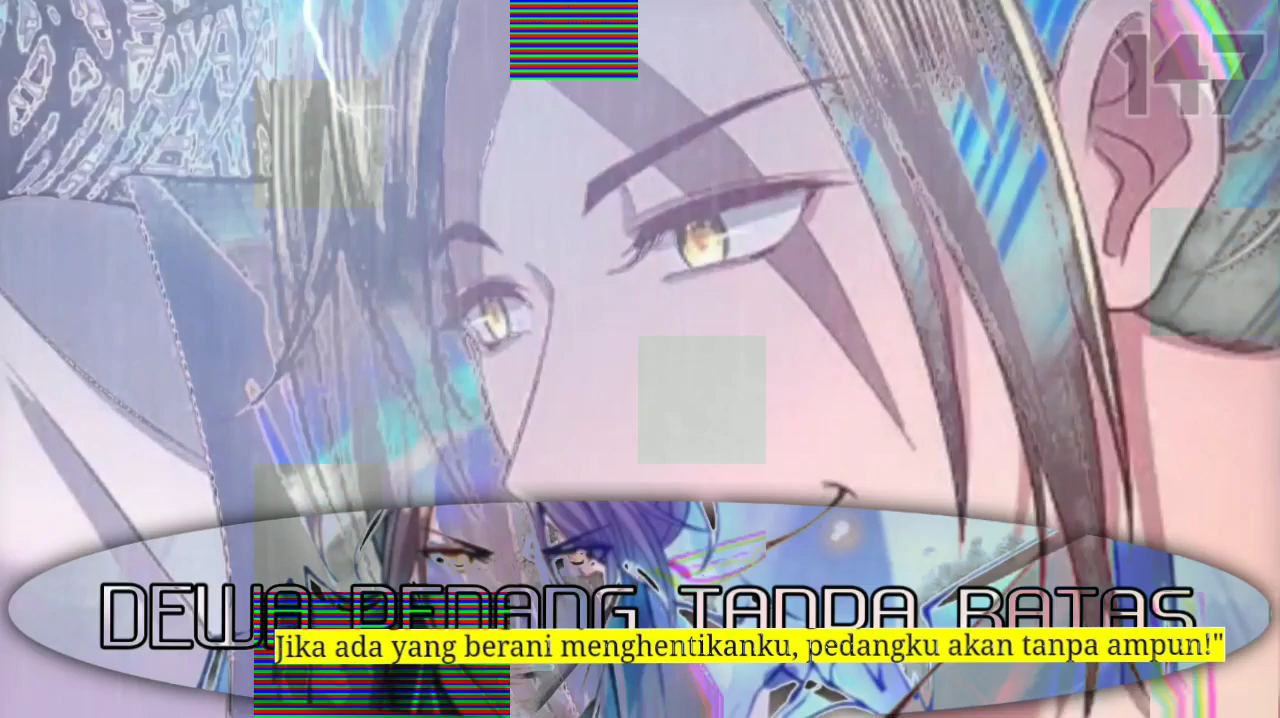 147
DEWA PEDANG TANPA BATAS
Jika ada yang berani menghentikanku, pedangku akan tanpa ampun!"